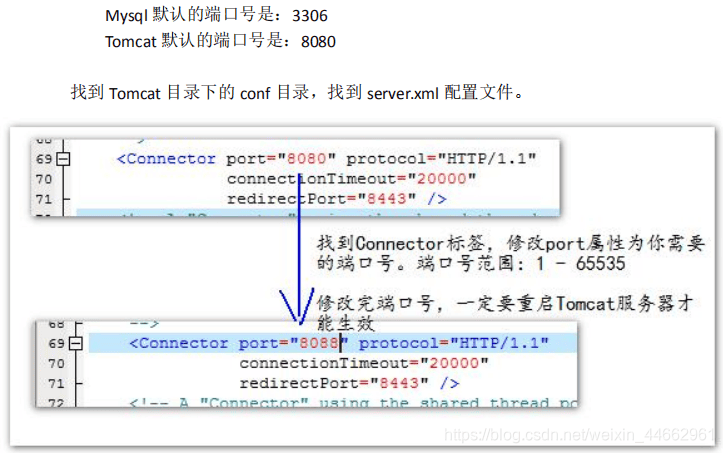 Mysql 默认的端口号是：3306
Tomcat 默认的端口号是：8080
找到 Tomcat 目录下的 conf 目录，找到 server.xml 配置文件。
69 <Connector port="8080" protocol="HTTP/1.1"
70 connectionTimeout="20000"
71 redirectPort="8443" />
找到Connector标签，修改port属性为你需要
的端口号。端口号范围：1 - 65535
修改完端口号，一定要重启Tomcat服务器才
能生效
68 -->
69 <Connector port="8088" protocol="HTTP/1.1"
70 connectionTimeout="20000"
71 redirectPort="8443" />
72 <!-- A "Connector" using the shared thread
https://blog.csdn.net/weixin_44662961